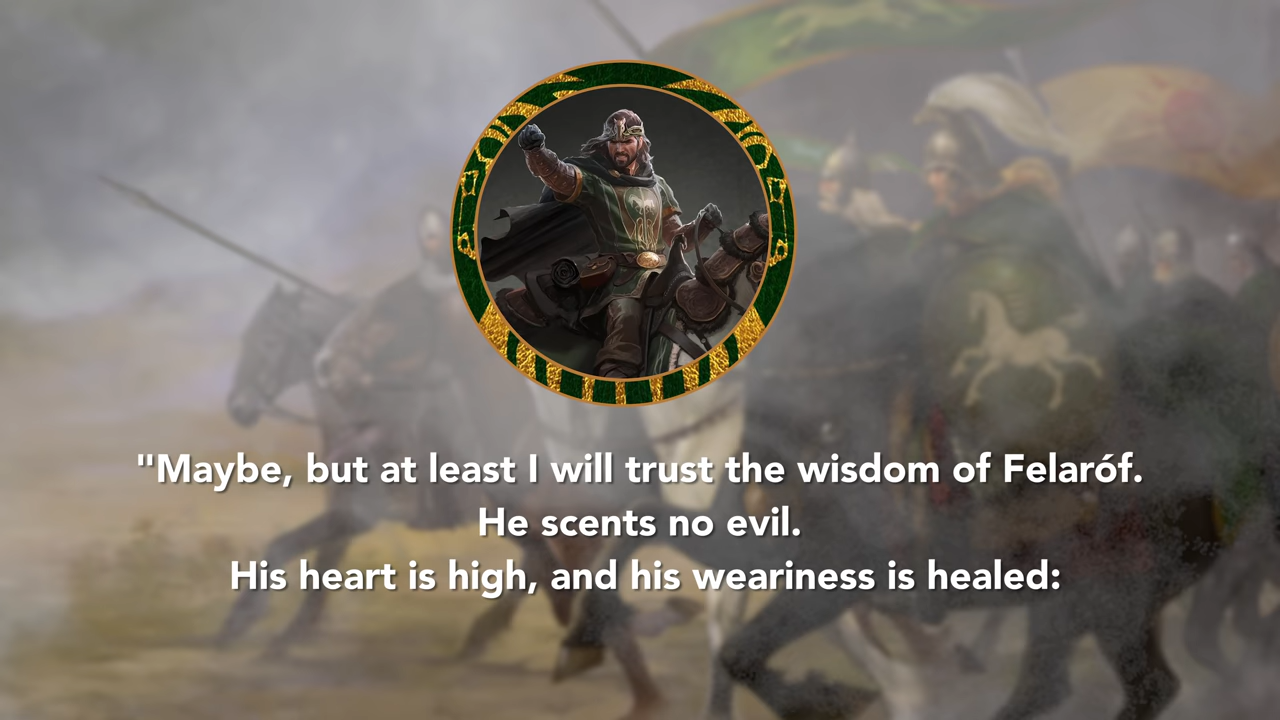 "Maybe, but at least I will trust the wisdom of Felaróf.
He scents no evil.
His heart is high, and his weariness is healed: